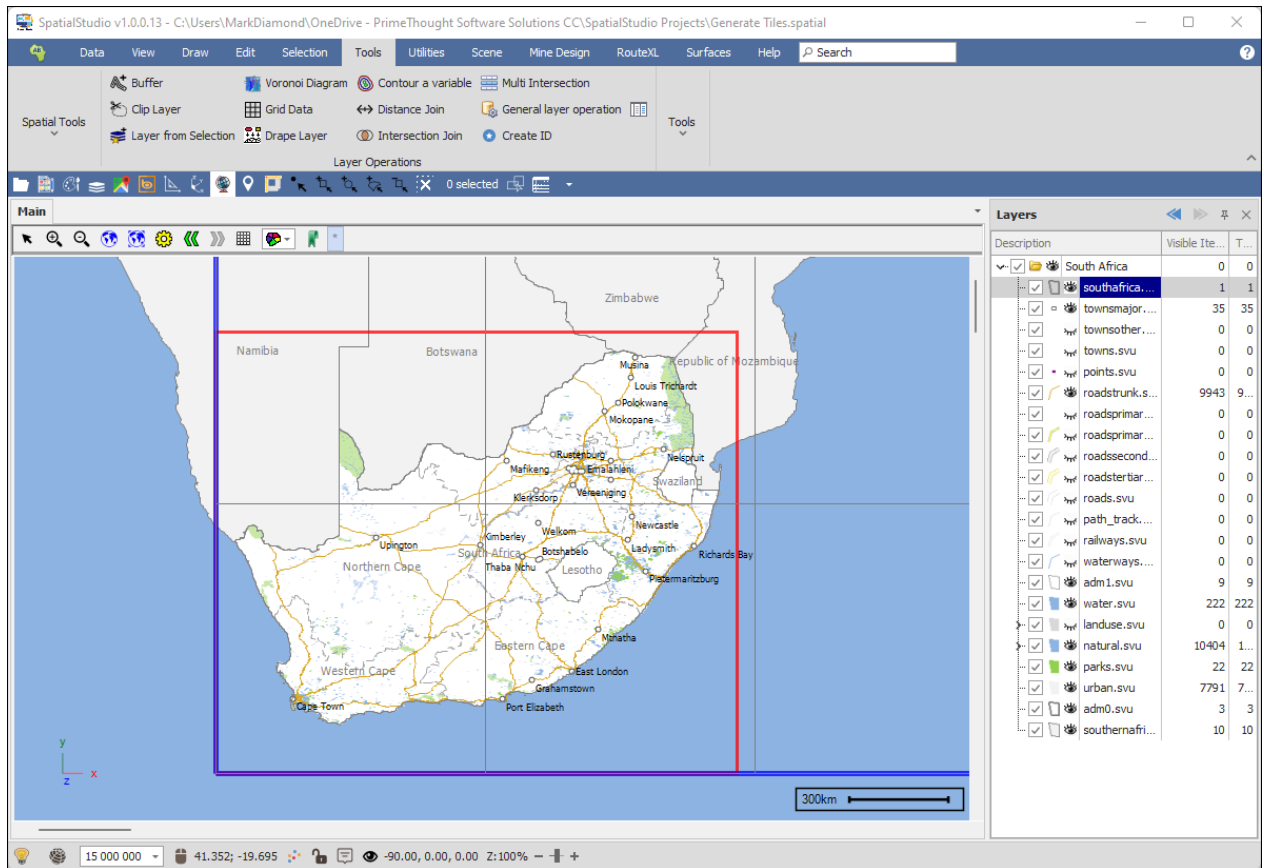 SpatialStudio v1.0.0.13 - C:\Users\MarkDiamond\OneDrive - PrimeThought Software Solutions CC\SpatialStudio Projects\Generate Tiles.spatial
Data View Draw Edit Selection Tools Utilities Scene Mine Design RouteXL Surfaces Help Search
Buffer Voronoi Diagram Contour a variable Multi Intersection
Spatial Tools Clip Layer Grid Data Distance Join General layer operation Tools
Layer from Selection Drape Layer Intersection Join Create ID
Layer Operations
0 selected
Main
Layers
Description Visible Ite... T...
South Africa 0 0
southafrica.... 1 1
townsmajor.... 35 35
townsother.... 0 0
towns.svu 0 0
points.svu 0 0
roadstrunk.s... 9943 9...
roadsprimar... 0 0
roadsprimar... 0 0
roadssecond... 0 0
roadstertiar... 0 0
roads.svu 0 0
path_track.... 0 0
railways.svu 0 0
waterways.... 0 0
adm1.svu 9 9
water.svu 222 222
landuse.svu 0 0
natural.svu 10404 1...
parks.svu 22 22
urban.svu 7791 7...
adm0.svu 3 3
southernafri... 10 10
Zimbabwe
Namibia
Botswana
Republic of Mozambique
Musina
Louis Trichardt
Polokwane
Mokopane
Rustenburg
Nelspruit
Mafikeng
Emalahleni
Swaziland
Klerksdorp
Vereeniging
Newcastle
Welkom
Kimberley
Upington
South Africa
Botshabelo
Ladysmith
Richards Bay
Northern Cape
Thaba Nchu
Lesotho
Pietermaritzburg
Mthatha
Eastern Cape
Western Cape
East London
Grahamstown
Cape Town
Port Elizabeth
y
x
z
300km
15 000 000 41.352; -19.695 -90.00, 0.00, 0.00 Z:100%